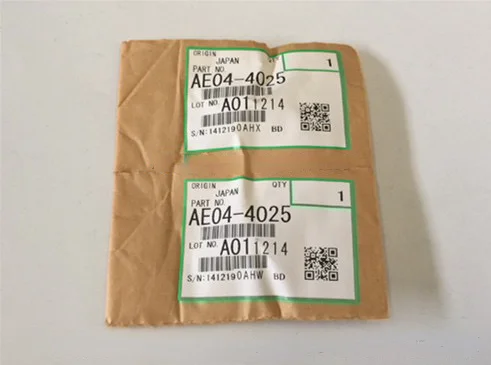 ORIGIN QTY
JAPAN 1
PART NO.
AE04-4025
LOT NO. A011214
S/N:1412190AHX BD
ORIGIN QTY
JAPAN 1
PART NO.
AE04-4025
LOT NO. A011214
S/N:1412190AHW BD